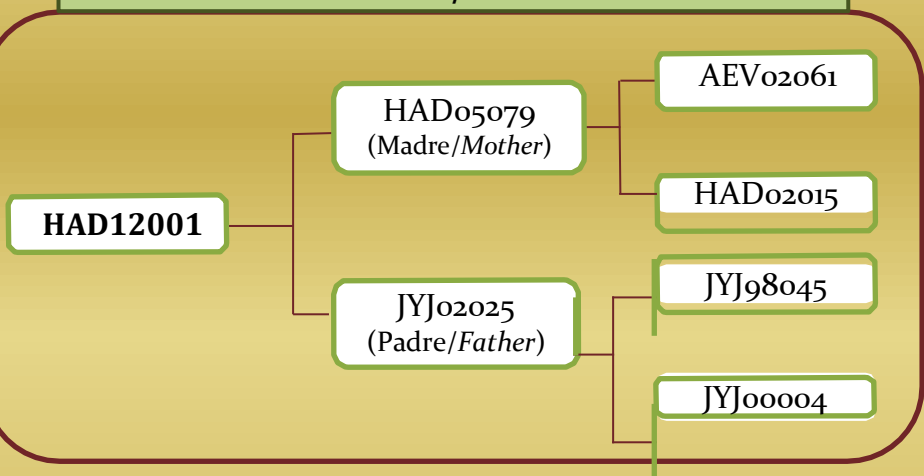 HAD12001
HAD05079
(Madre/Mother)
JYJ02025
(Padre/Father)
AEV02061
HAD02015
JYJ98045
JYJ00004